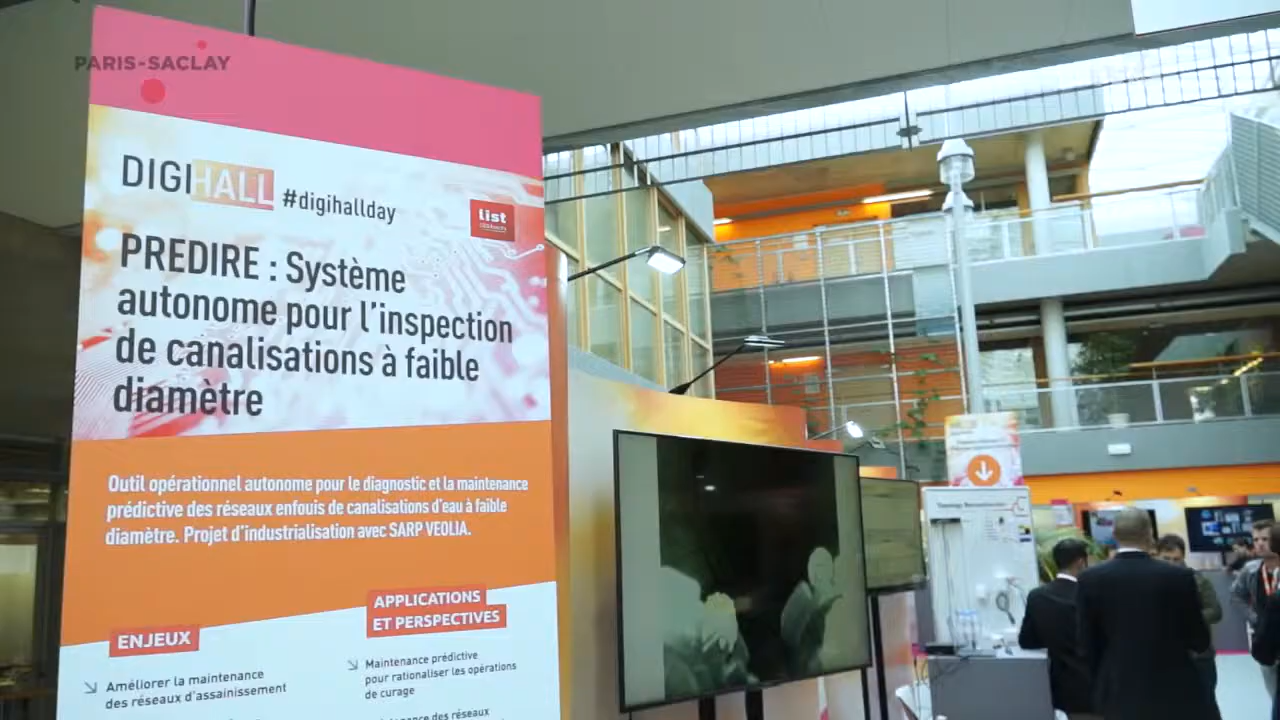 PARIS-SACLAY
DIGIHALL #digihallday
list
PREDIRE : Système
autonome pour l'inspection
de canalisations à faible
diamètre
Outil opérationnel autonome pour le diagnostic et la maintenance
prédictive des réseaux enfouis de canalisations d'eau à faible
diamètre. Projet d'industrialisation avec SARP VEOLIA.
ENJEUX
Améliorer la maintenance
des réseaux d'assainissement
APPLICATIONS
ET PERSPECTIVES
Maintenance prédictive
pour rationaliser les opérations
de curage
des réseaux